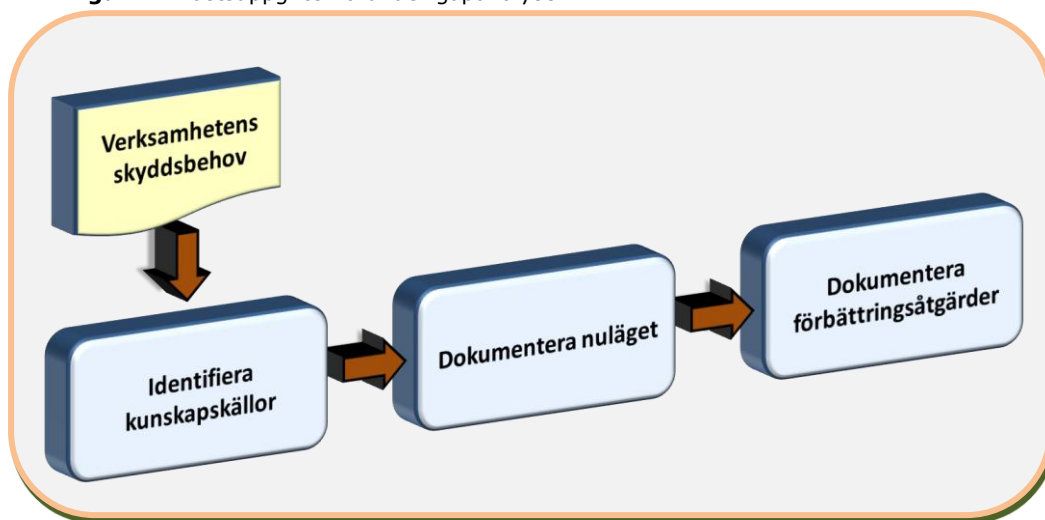 Verksamhetens
skyddsbehov
Identifiera
kunskapskällor
Dokumentera nuläget
Dokumentera
förbättringsåtgärder